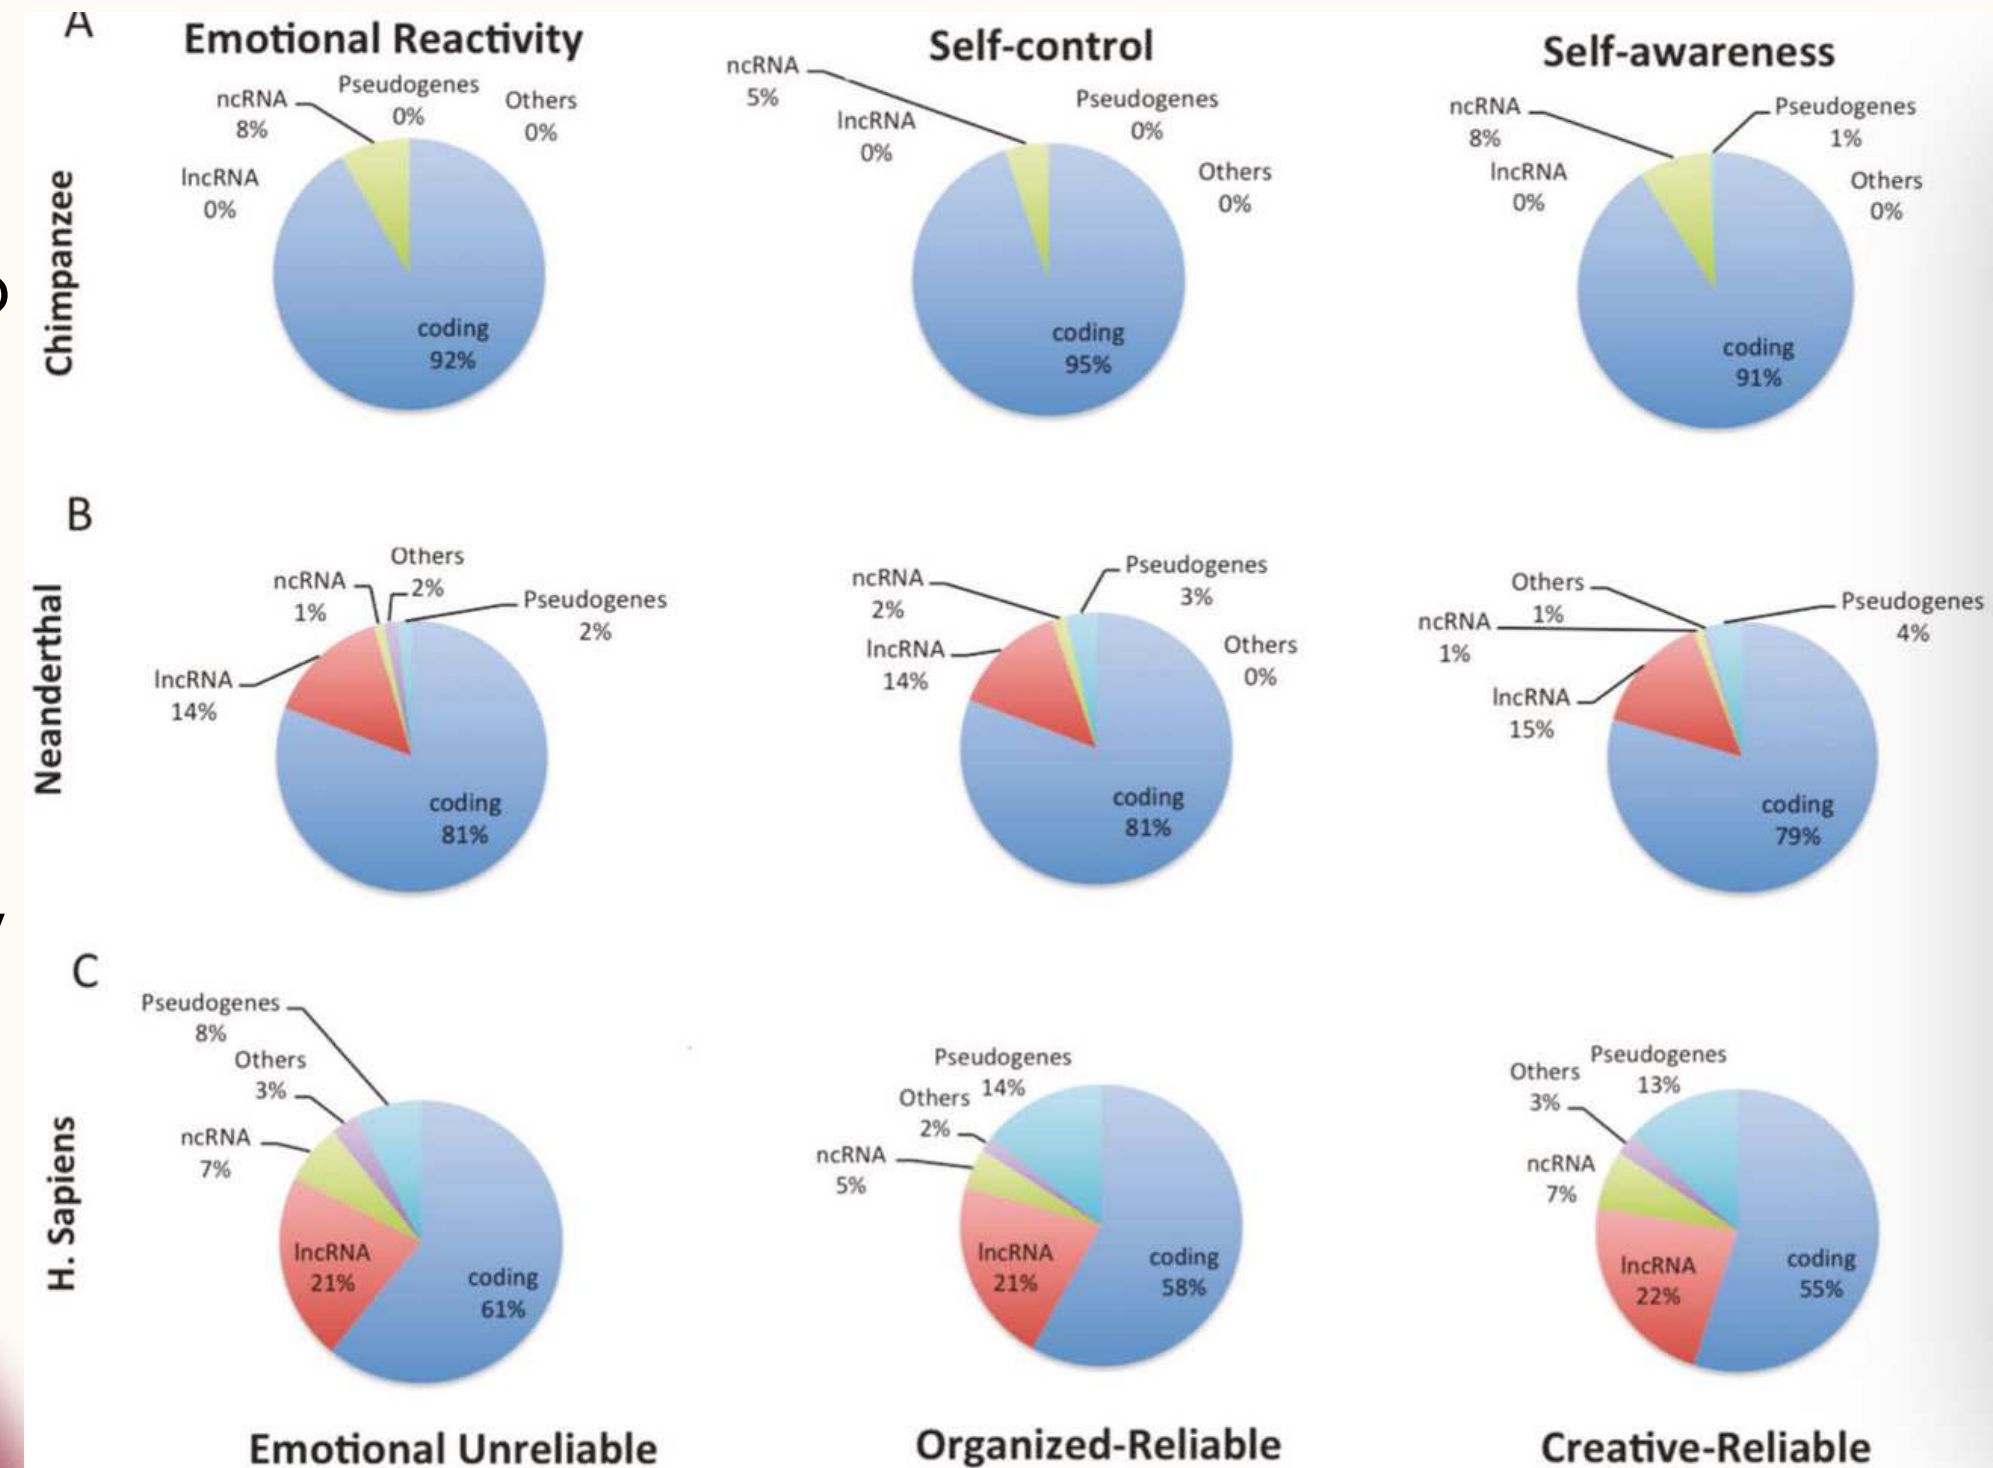 A
Emotional Reactivity
Self-control
Self-awareness
Chimpanzee
ncRNA
8%
Pseudogenes
0%
Others
0%
lncRNA
0%
coding
92%
ncRNA
5%
lncRNA
0%
Pseudogenes
0%
Others
0%
coding
95%
ncRNA
8%
lncRNA
0%
Pseudogenes
1%
Others
0%
coding
91%
B
Neanderthal
ncRNA
1%
Others
2%
Pseudogenes
2%
lncRNA
14%
coding
81%
ncRNA
2%
lncRNA
14%
Pseudogenes
3%
Others
0%
coding
81%
Others
1%
ncRNA
1%
lncRNA
15%
Pseudogenes
4%
coding
79%
C
H. Sapiens
Pseudogenes
8%
Others
3%
ncRNA
7%
lncRNA
21%
coding
61%
Pseudogenes
14%
Others
2%
ncRNA
5%
lncRNA
21%
coding
58%
Others
3%
Pseudogenes
13%
ncRNA
7%
lncRNA
22%
coding
55%
Emotional Unreliable
Organized-Reliable
Creative-Reliable